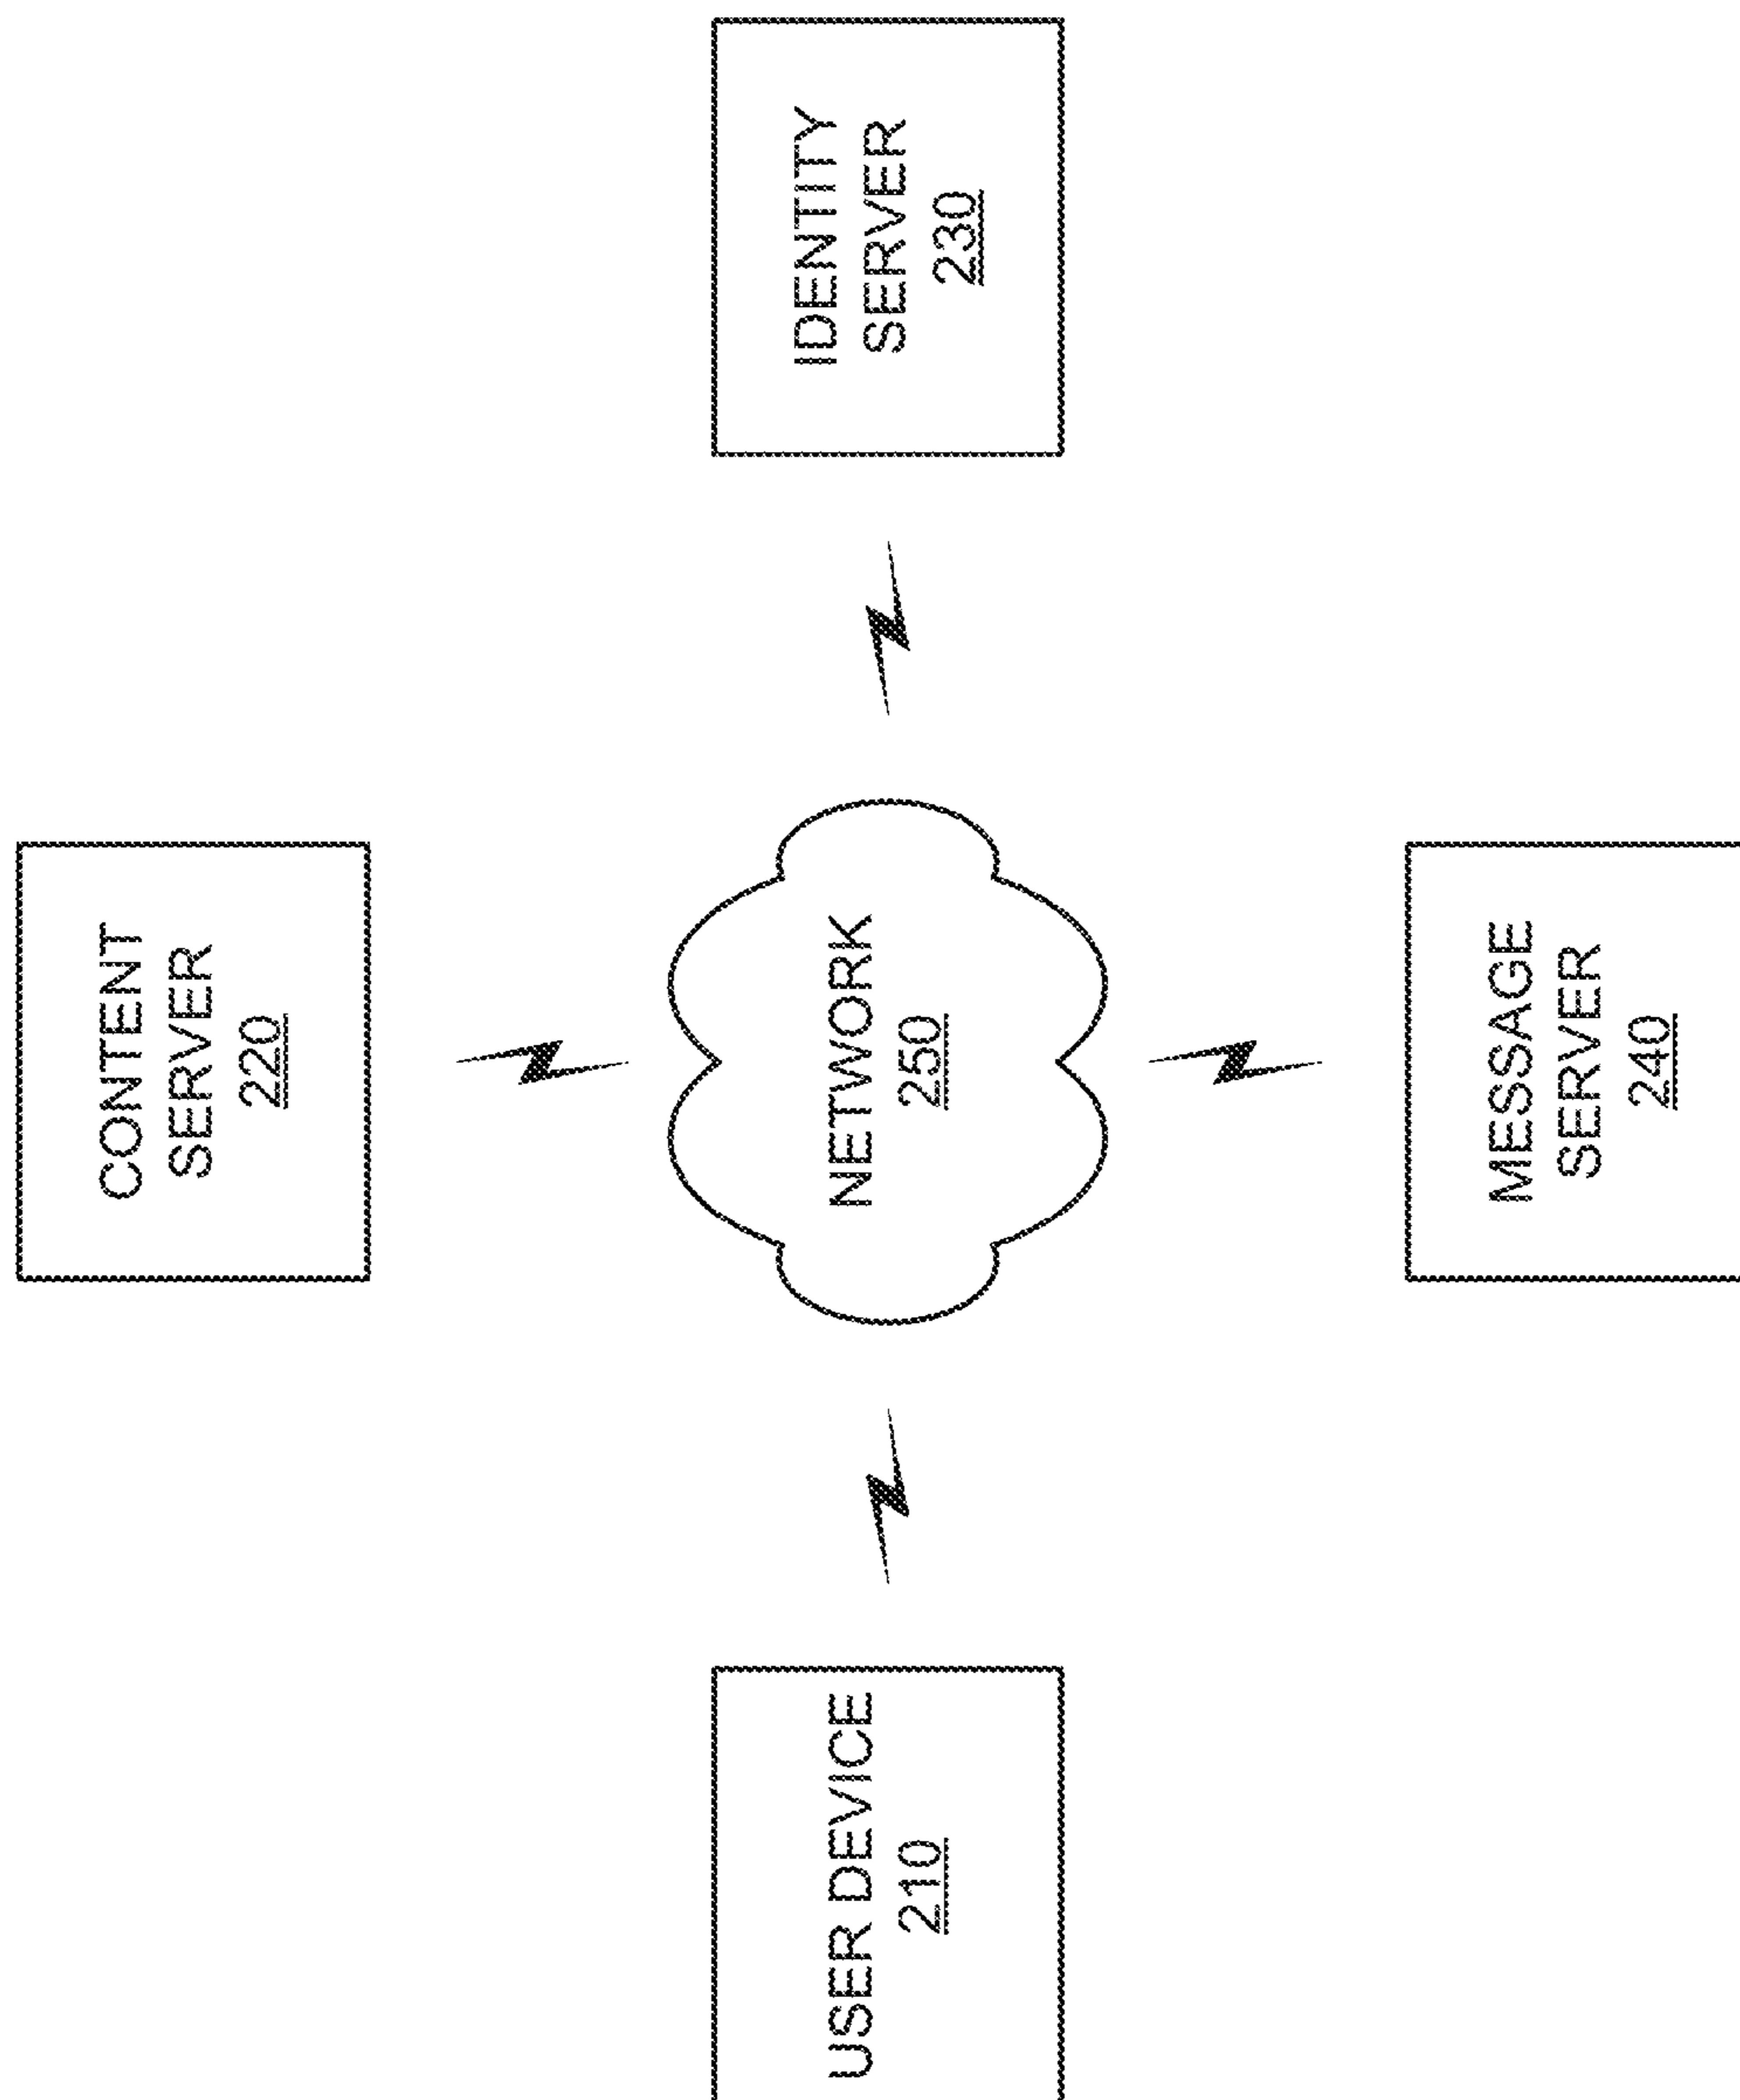 CONTENT
SERVER
220
USER DEVICE
210
NETWORK
250
IDENTITY
SERVER
230
MESSAGE
SERVER
240